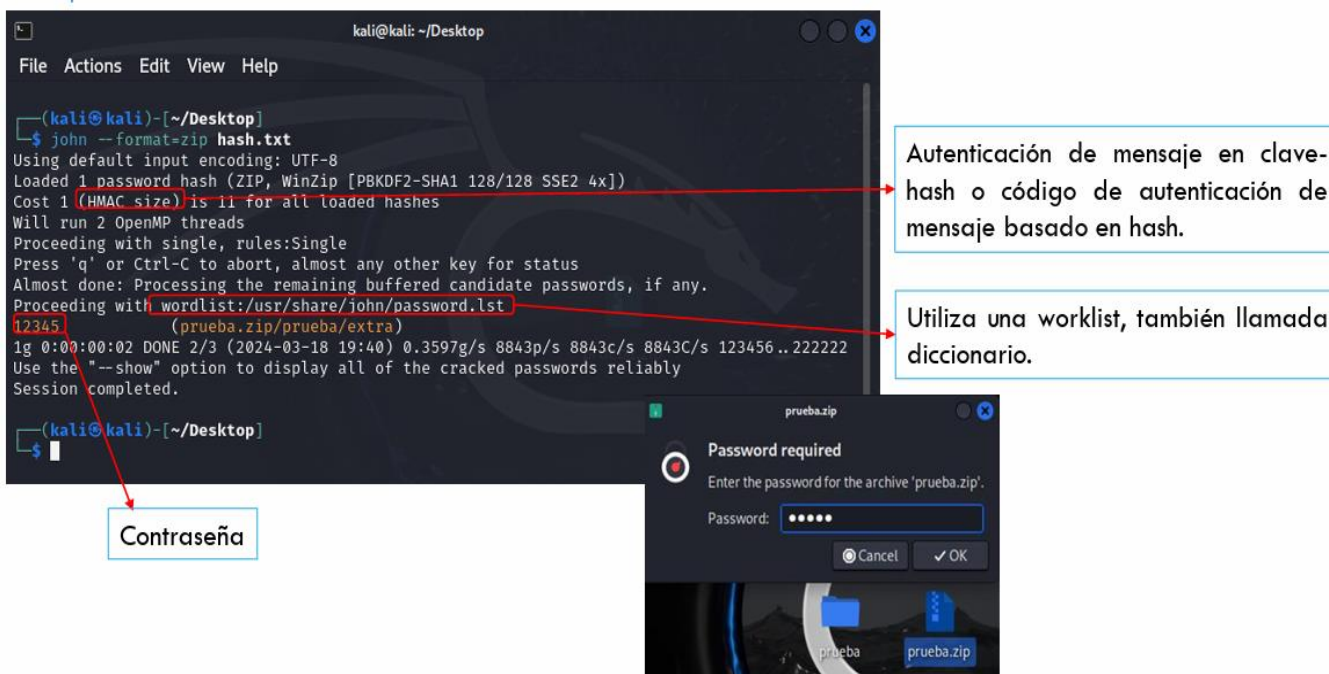 kali@kali: ~/Desktop
File Actions Edit View Help
(kali㉿kali)-[~/Desktop]
$ john --format=zip hash.txt
Using default input encoding: UTF-8
Loaded 1 password hash (ZIP, WinZip [PBKDF2-SHA1 128/128 SSE2 4x])
Cost 1 (HMAC size) is 11 for all loaded hashes
Will run 2 OpenMP threads
Proceeding with single, rules:Single
Press 'q' or Ctrl-C to abort, almost any other key for status
Almost done: Processing the remaining buffered candidate passwords, if any.
Proceeding with wordlist:/usr/share/john/password.lst
12345 (prueba.zip/prueba/extra)
1g 0:00:00:02 DONE 2/3 (2024-03-18 19:40) 0.3597g/s 8843p/s 8843c/s 8843C/s 123456..222222
Use the "--show" option to display all of the cracked passwords reliably
Session completed.
(kali㉿kali)-[~/Desktop]
$
Autenticación de mensaje en clave-
hash o código de autenticación de
mensaje basado en hash.
Utiliza una worklist, también llamada
diccionario.
Contraseña
prueba.zip
Password required
Enter the password for the archive 'prueba.zip'.
Password: •••••
Cancel OK
prueba prueba.zip